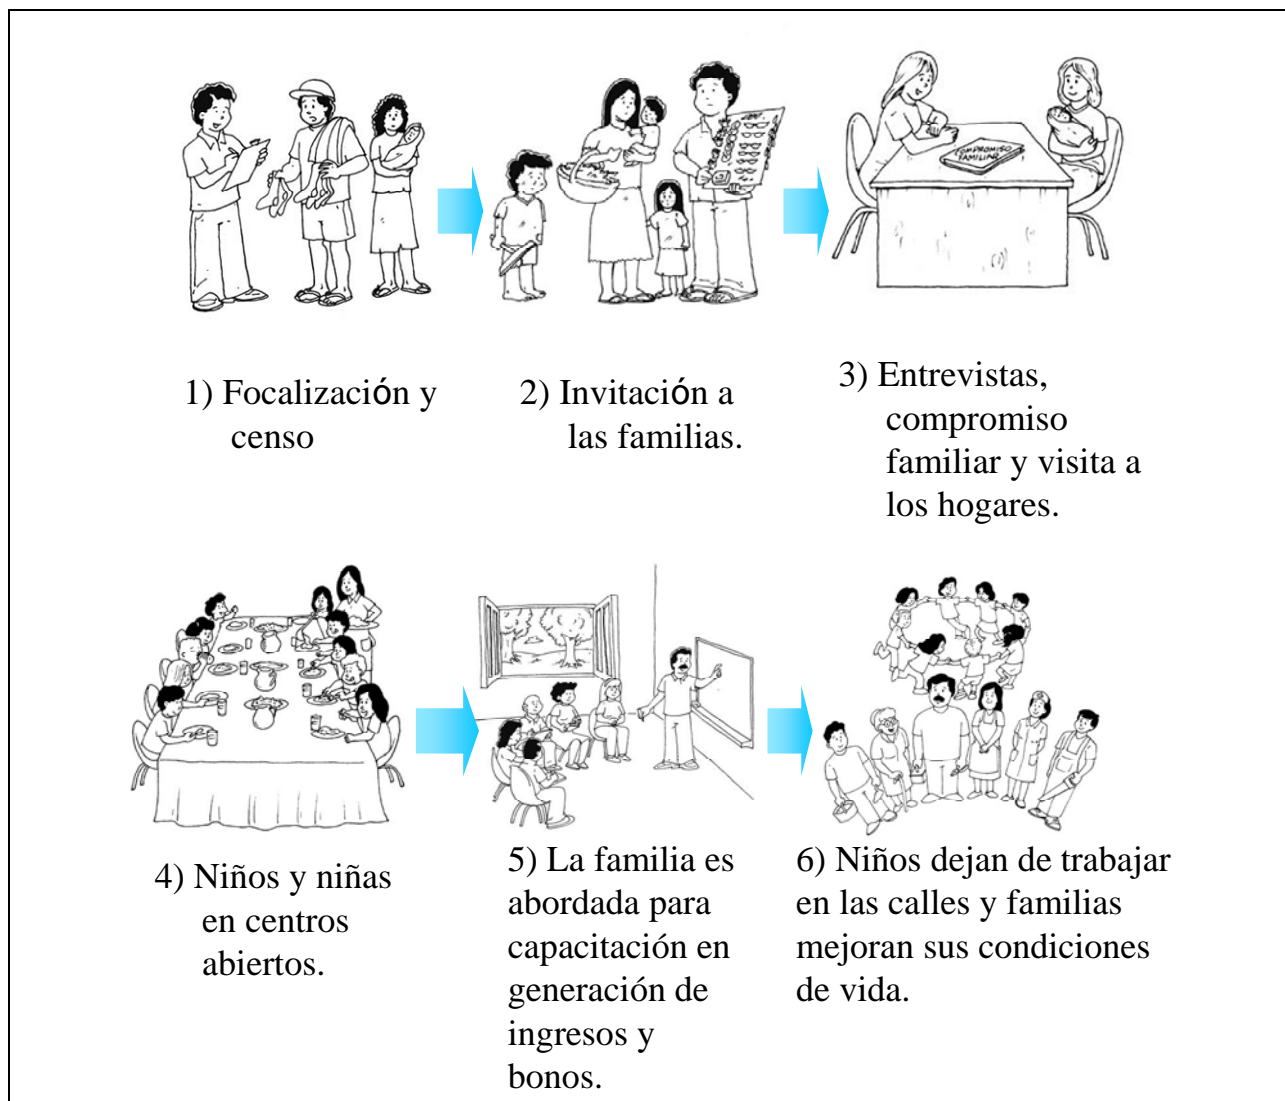 COMPROMISO
FAMILIAR
1) Focalización y
censo
2) Invitación a
las familias.
3) Entrevistas,
compromiso
familiar y visita a
los hogares.
4) Niños y niñas
en centros
abiertos.
5) La familia es
abordada para
capacitación en
generación de
ingresos y
bonos.
6) Niños dejan de trabajar
en las calles y familias
mejoran sus condiciones
de vida.